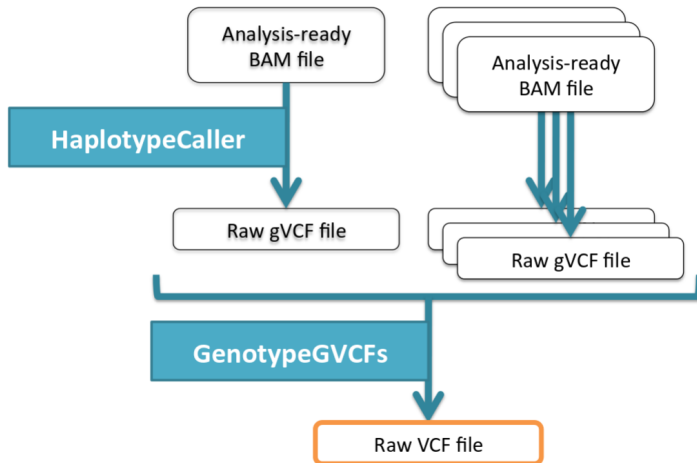 Analysis-ready
BAM file
Analysis-ready
BAM file
HaplotypeCaller
Raw gVCF file
Raw gVCF file
GenotypeGVCFs
Raw VCF file